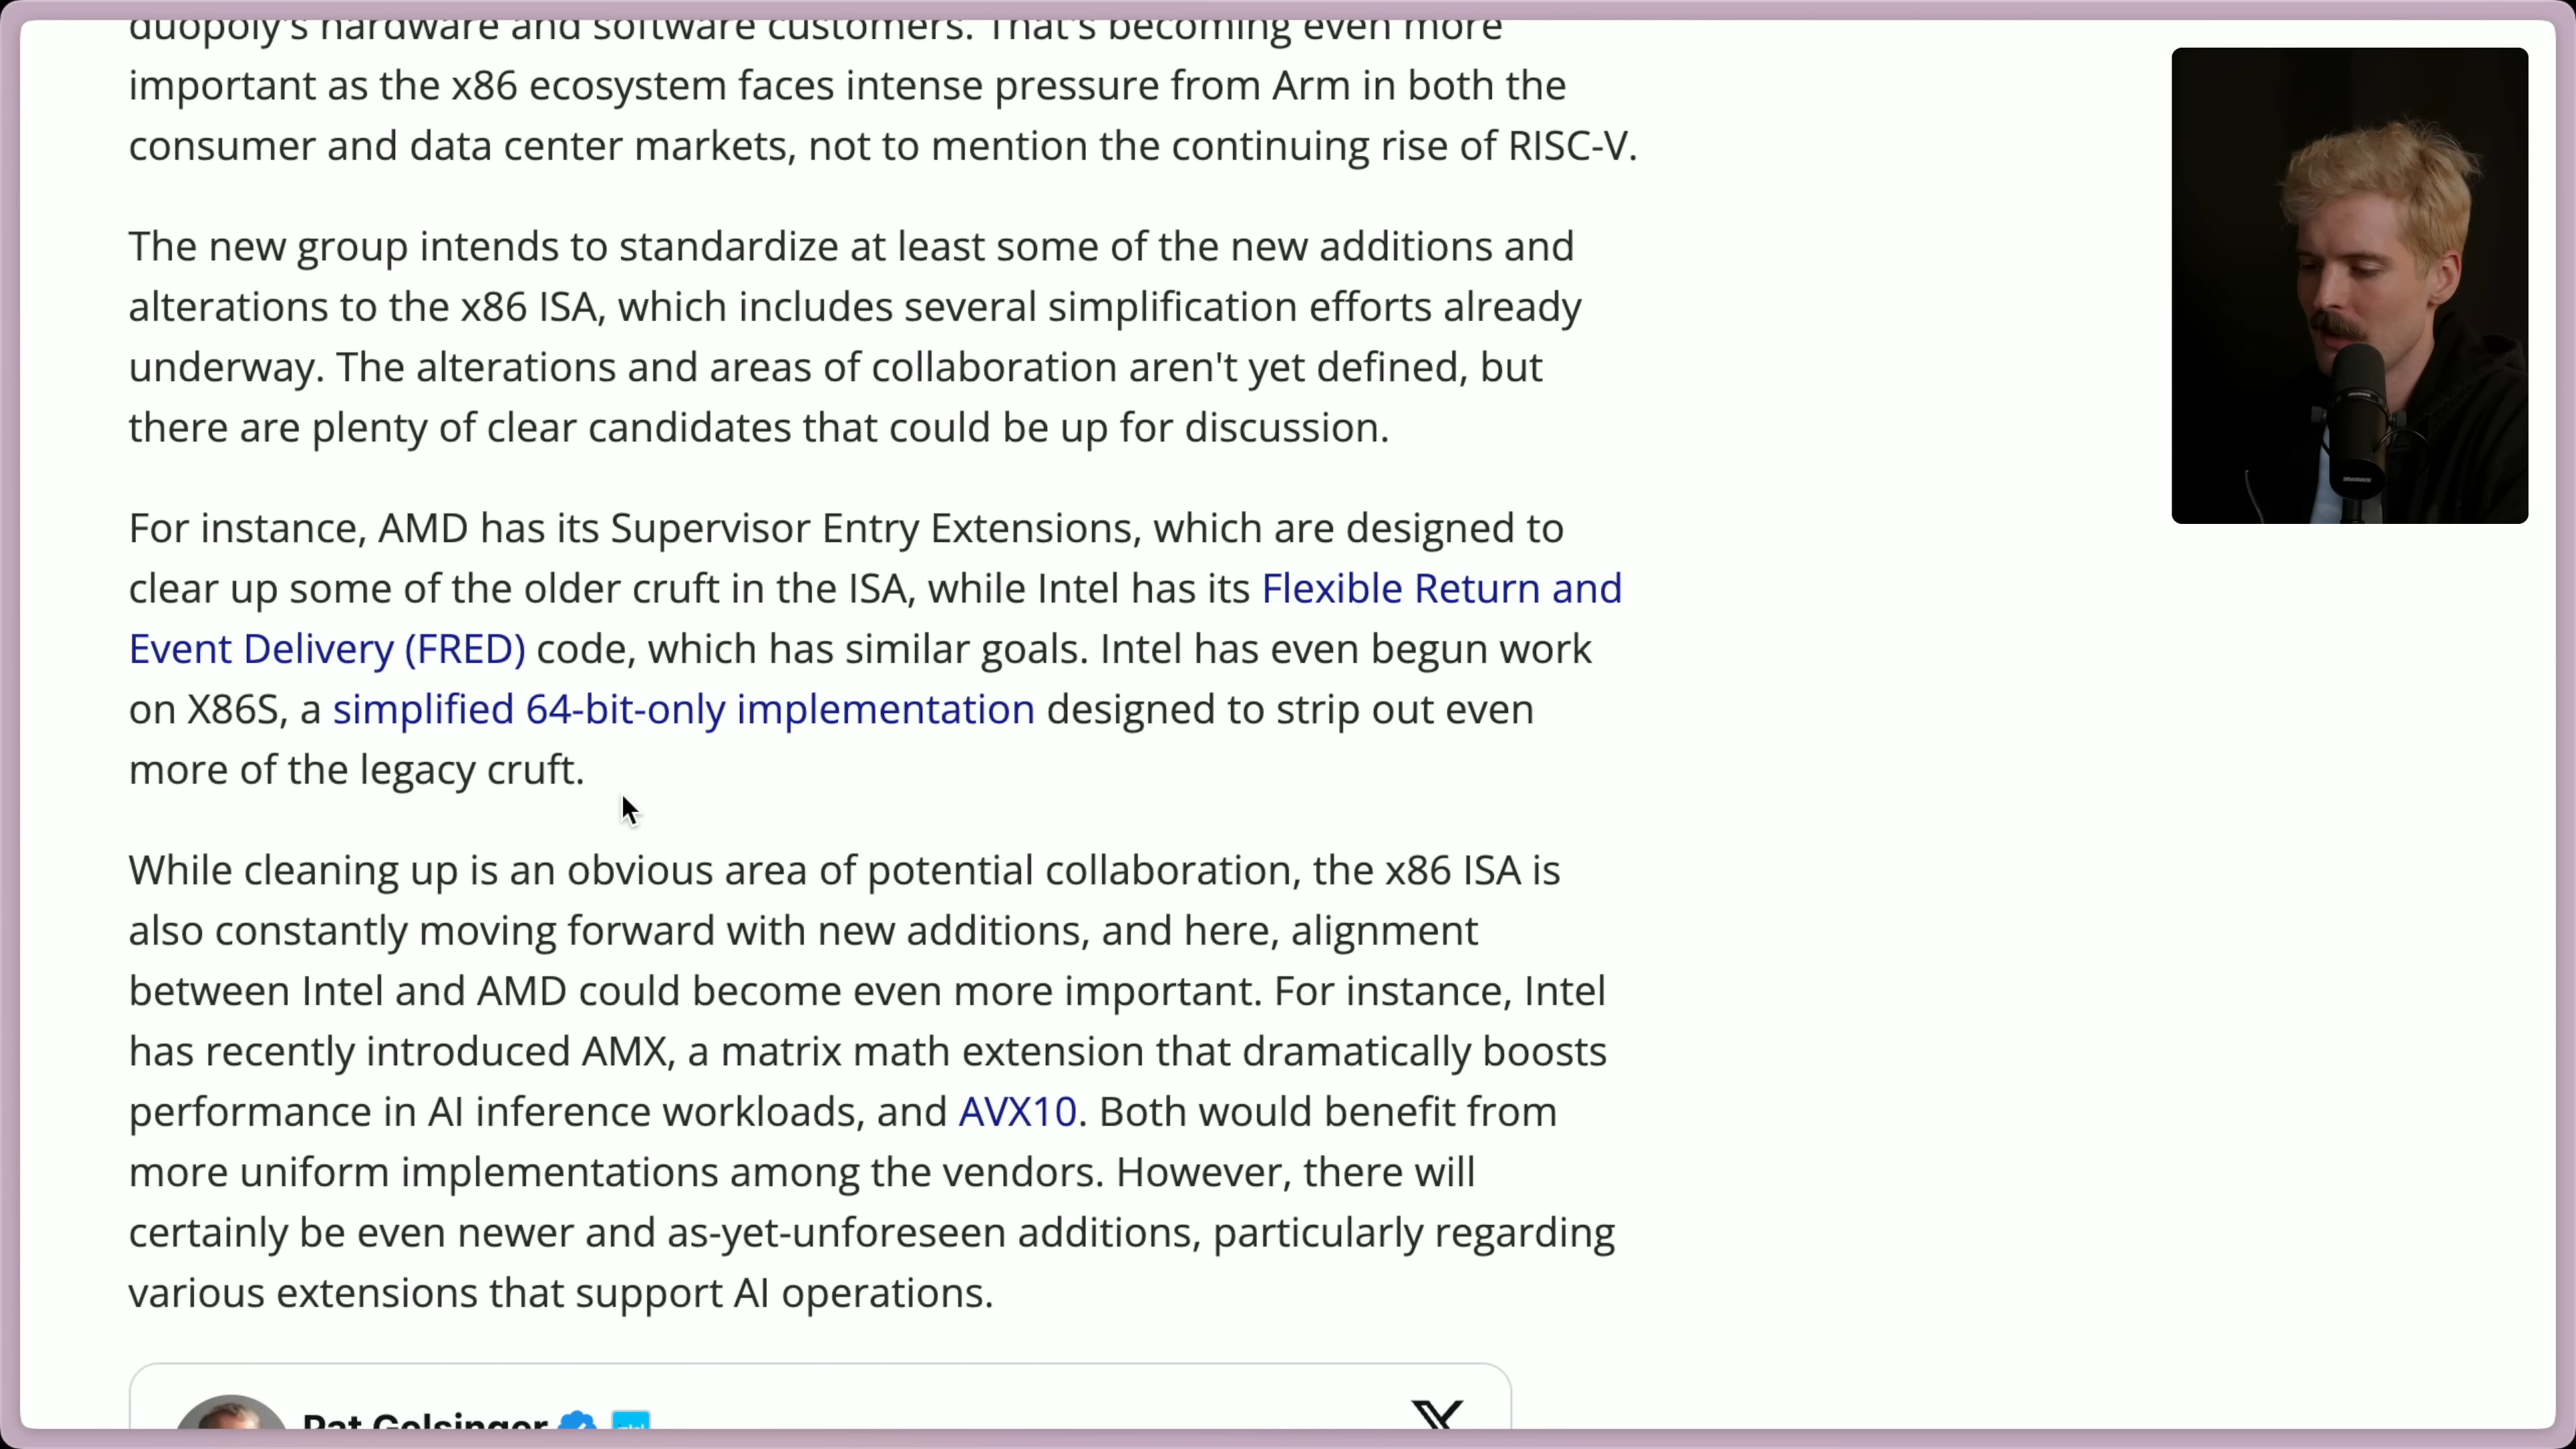 duopoly's hardware and software customers. That's becoming even more
important as the x86 ecosystem faces intense pressure from Arm in both the
consumer and data center markets, not to mention the continuing rise of RISC-V.
The new group intends to standardize at least some of the new additions and
alterations to the x86 ISA, which includes several simplification efforts already
underway. The alterations and areas of collaboration aren't yet defined, but
there are plenty of clear candidates that could be up for discussion.
For instance, AMD has its Supervisor Entry Extensions, which are designed to
clear up some of the older cruft in the ISA, while Intel has its Flexible Return and
Event Delivery (FRED) code, which has similar goals. Intel has even begun work
on X86S, a simplified 64-bit-only implementation designed to strip out even
more of the legacy cruft.
While cleaning up is an obvious area of potential collaboration, the x86 ISA is
also constantly moving forward with new additions, and here, alignment
between Intel and AMD could become even more important. For instance, Intel
has recently introduced AMX, a matrix math extension that dramatically boosts
performance in AI inference workloads, and AVX10. Both would benefit from
more uniform implementations among the vendors. However, there will
certainly be even newer and as-yet-unforeseen additions, particularly regarding
various extensions that support AI operations.
Pat Gelsinger